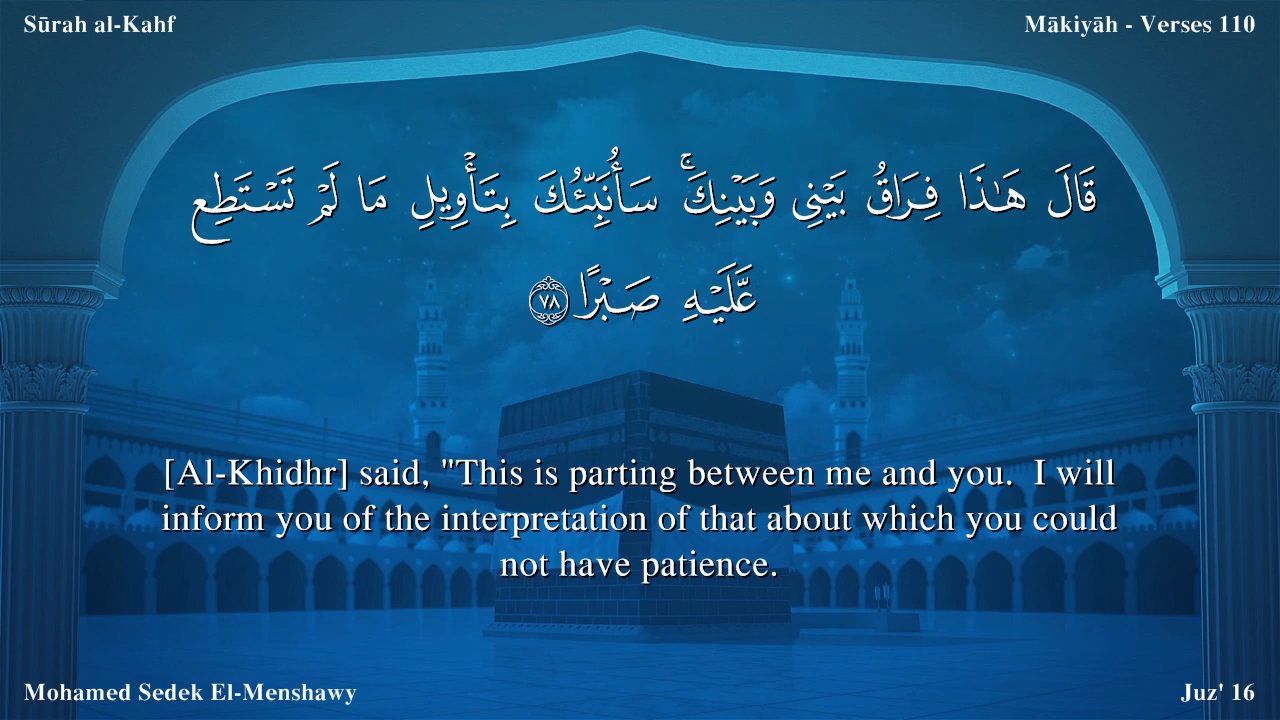 Sūrah al-Kahf
Mākiyāh - Verses 110
قَالَ هَـٰذَا فِرَاقُ بَيْنِى وَبَيْنِكَ ۚ سَأُنَبِّئُكَ بِتَأْوِيلِ مَا لَمْ تَسْتَطِع
عَّلَيْهِ صَبْرًا ٧٨
[Al-Khidhr] said, "This is parting between me and you.  I will
inform you of the interpretation of that about which you could
not have patience.
Mohamed Sedek El-Menshawy
Juz' 16